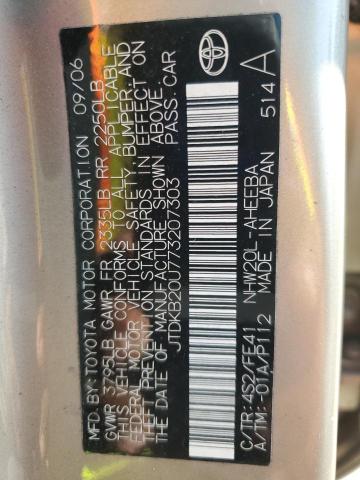 MFD. BY: TOYOTA MOTOR CORPORATION 09/06
GVWR 3795LB GAWR FR 2335LB RR 2250LB
THIS VEHICLE CONFORMS TO ALL APPLICABLE
FEDERAL MOTOR VEHICLE SAFETY, BUMPER, AND
THEFT PREVENTION STANDARDS IN EFFECT ON
THE DATE OF MANUFACTURE SHOWN ABOVE.
JTDKB20U773207303 PASS.CAR
C/TR:4S2/FE41 NHW20L-AHEEBA
A/TM:-01A/P112 MADE IN JAPAN 514 A
TOYOTA